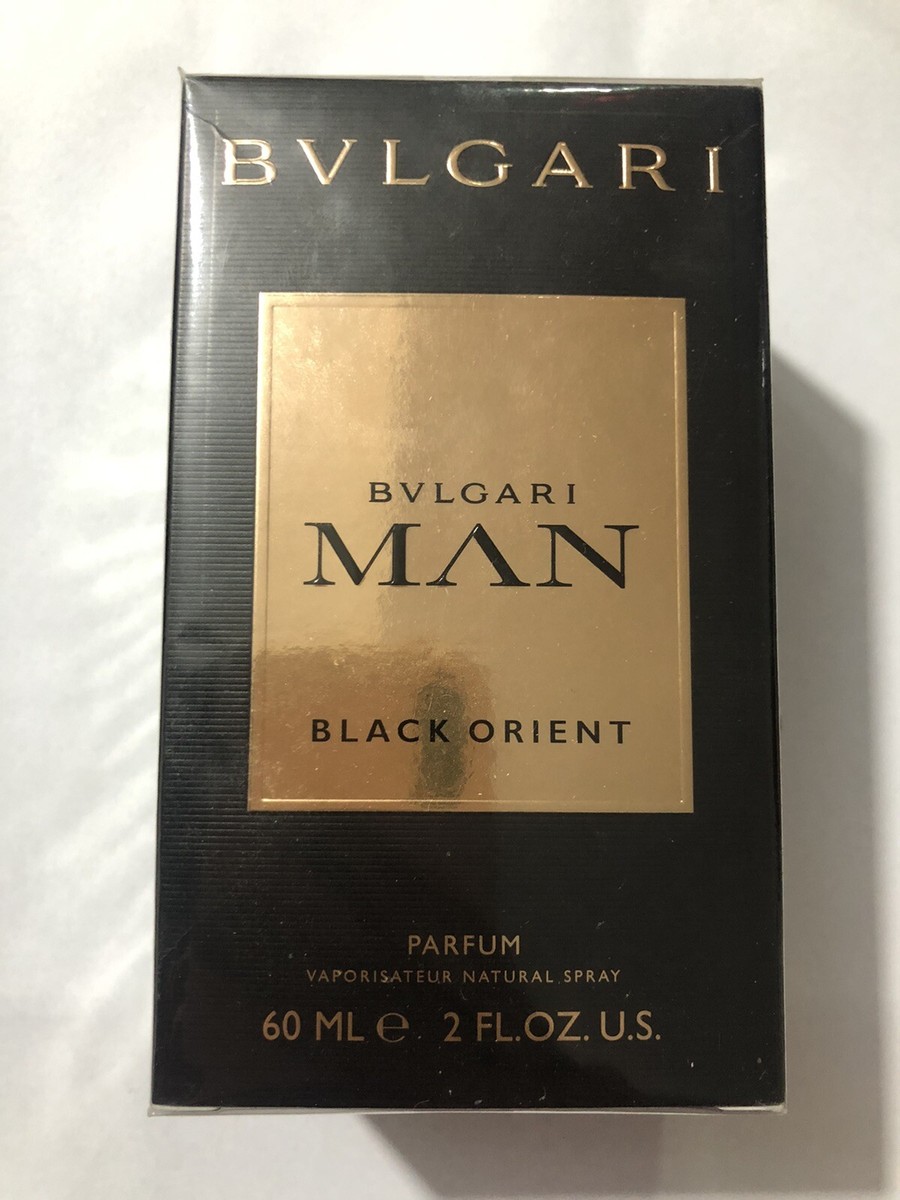 BVLGARI
BVLGARI
MAN
BLACK ORIENT
PARFUM
VAPORISATEUR NATURAL SPRAY
60 ML ℮ 2 FL.OZ. U.S.